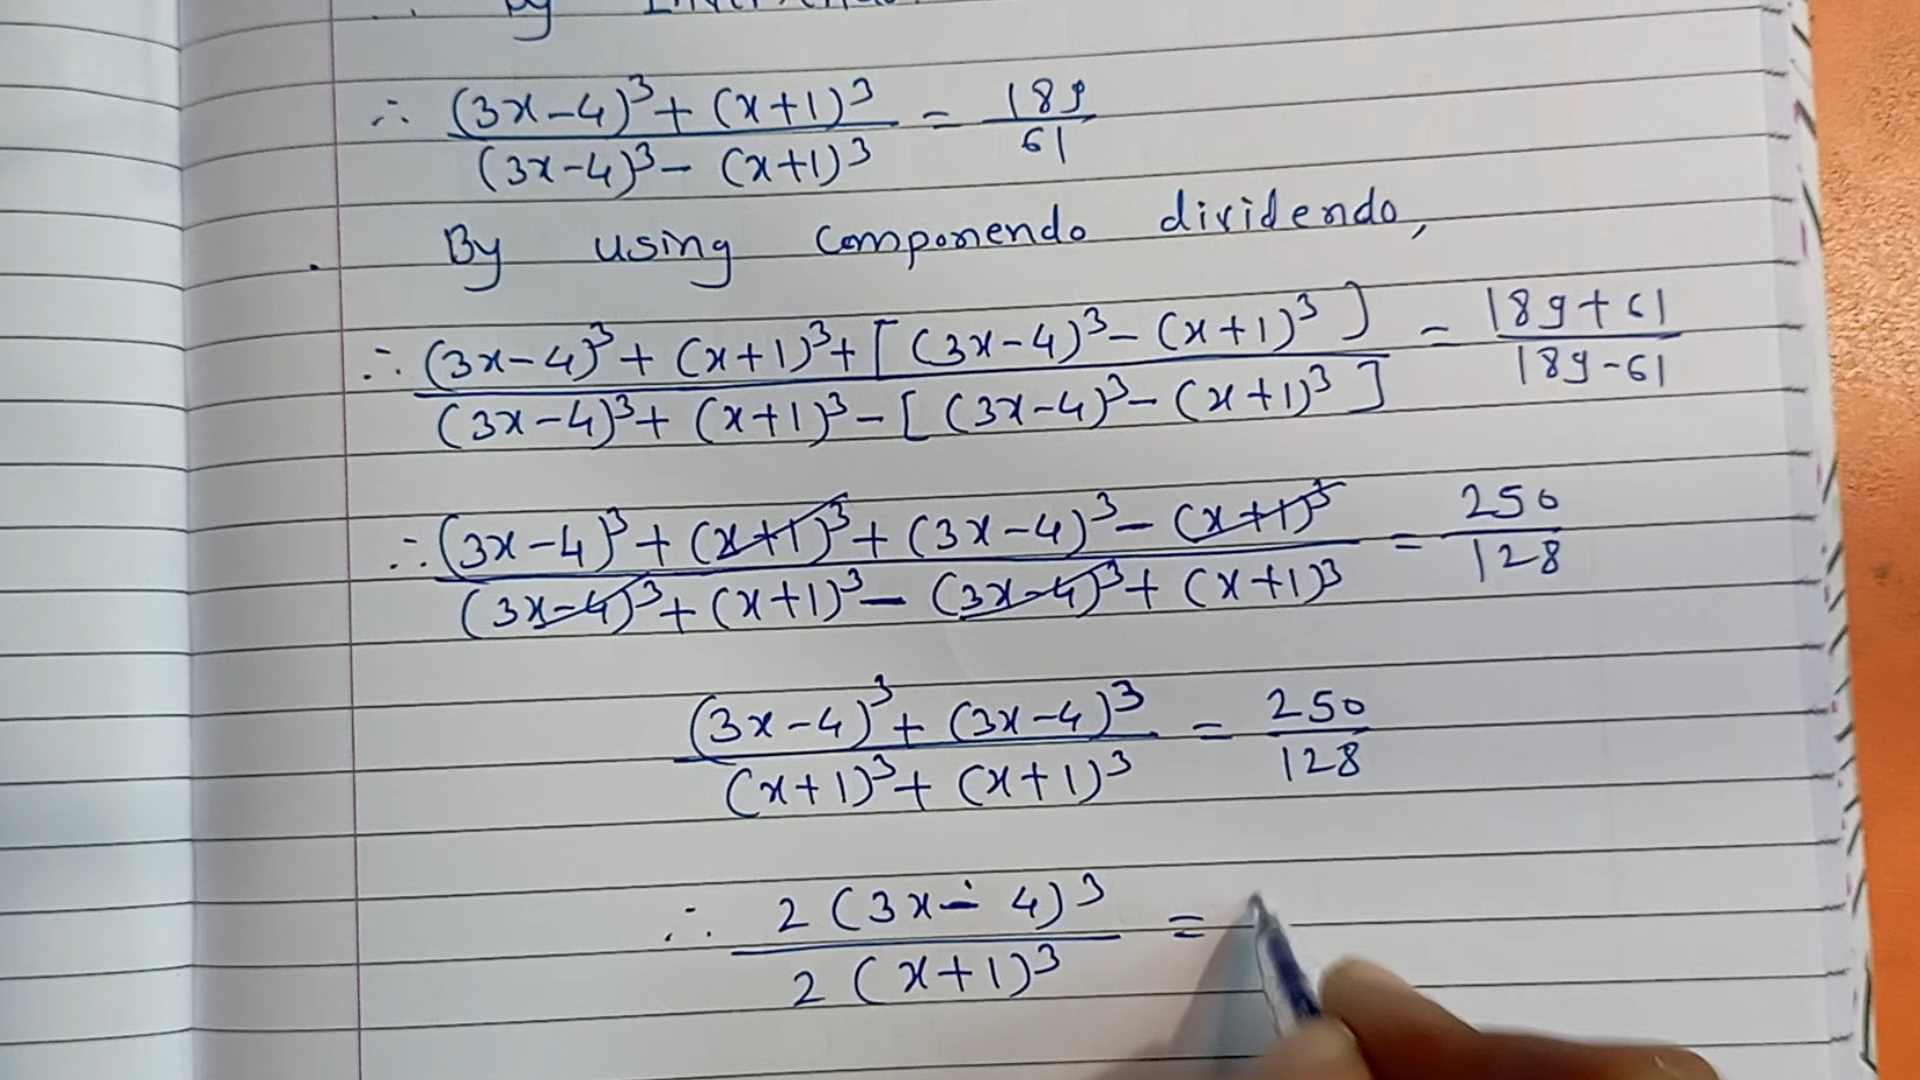 By
∴ (3x-4)³ + (x+1)³ / (3x-4)³ - (x+1)³ = 189 / 61
By using componendo dividendo,
∴ (3x-4)³ + (x+1)³ + [(3x-4)³ - (x+1)³] / (3x-4)³ + (x+1)³ - [(3x-4)³ - (x+1)³] = 189+61 / 189-61
∴ (3x-4)³ + (x+1)³ + (3x-4)³ - (x+1)³ / (3x-4)³ + (x+1)³ - (3x-4)³ + (x+1)³ = 250 / 128
(3x-4)³ + (3x-4)³ / (x+1)³ + (x+1)³ = 250 / 128
∴ 2(3x-4)³ / 2(x+1)³ =